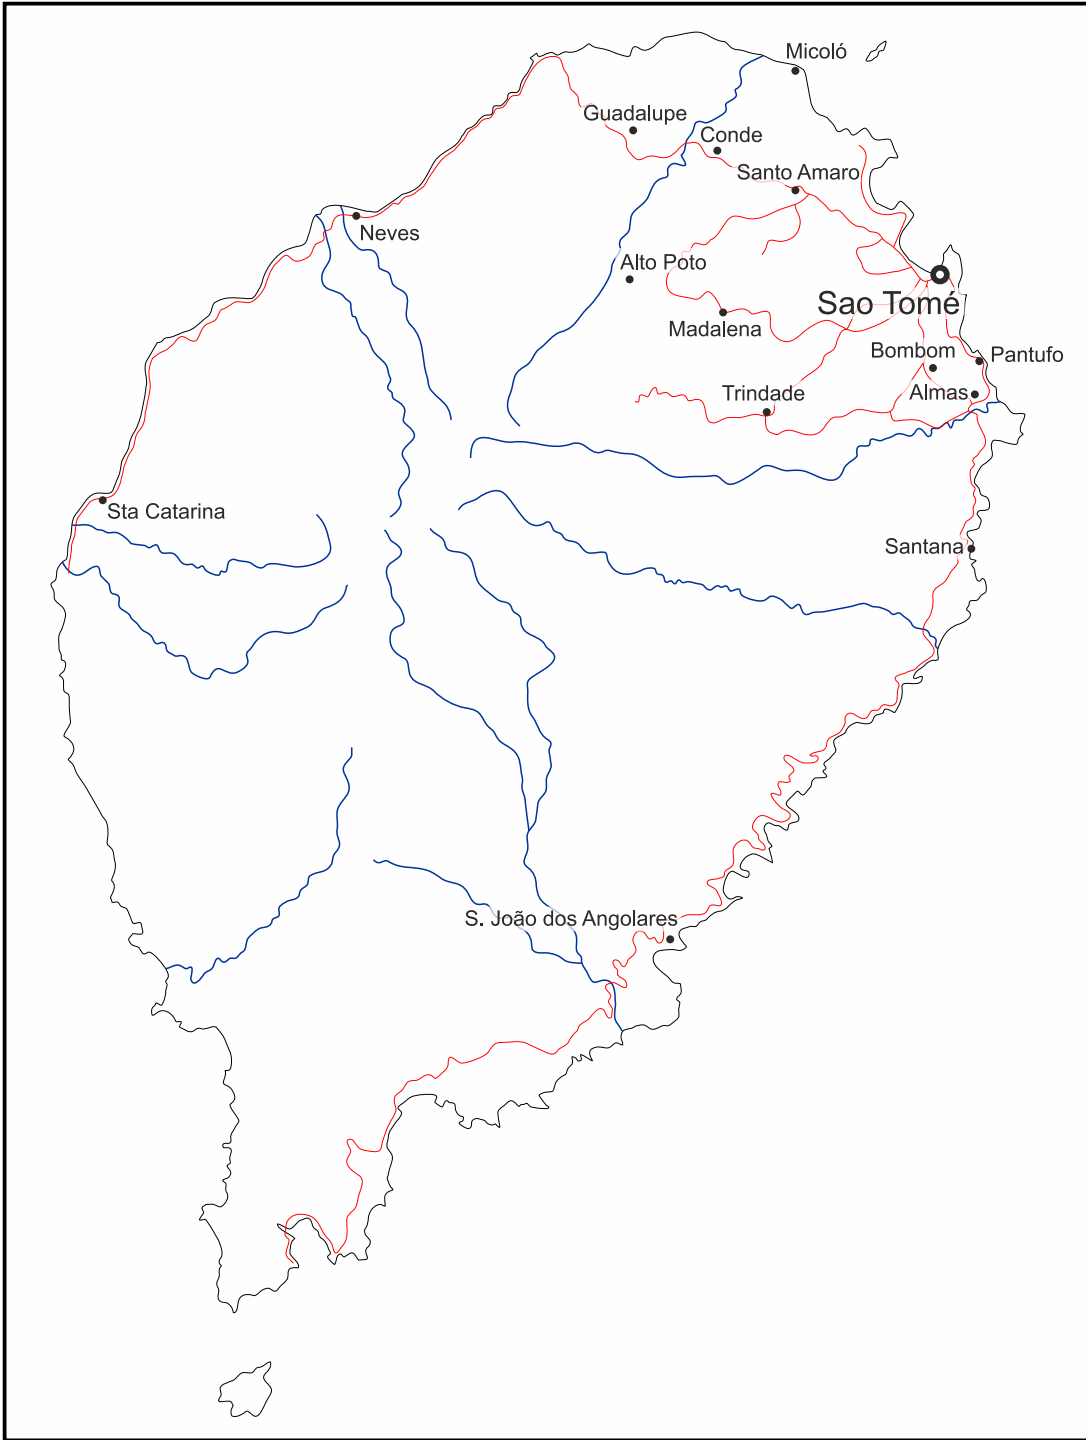 Micoló
Guadalupe
Conde
Santo Amaro
Neves
Alto Poto
Sao Tomé
Madalena
Bombom
Pantufo
Trindade
Almas
Sta Catarina
Santana
S. João dos Angolares